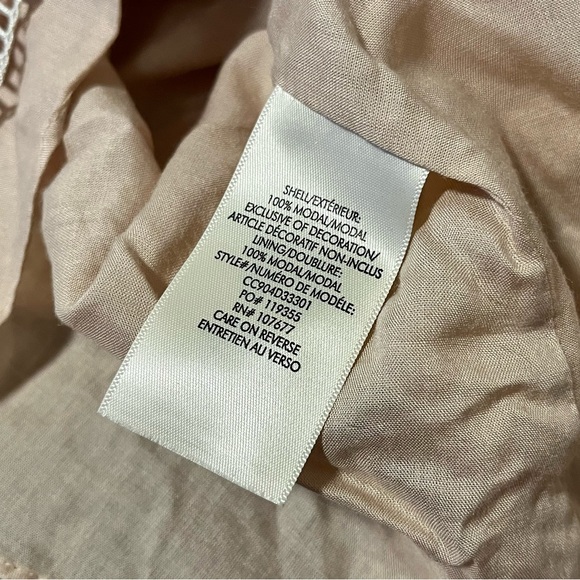 SHELL/EXTÉRIEUR:
100% MODAL/MODAL
EXCLUSIVE OF DECORATION/
ARTICLE DÉCORATIF NON-INCLUS
LINING/DOUBLURE:
100% MODAL/MODAL
STYLE#/NUMÉRO DE MODÈLE:
CC904D33301
PO# 119355
RN# 107677
CARE ON REVERSE
ENTRETIEN AU VERSO